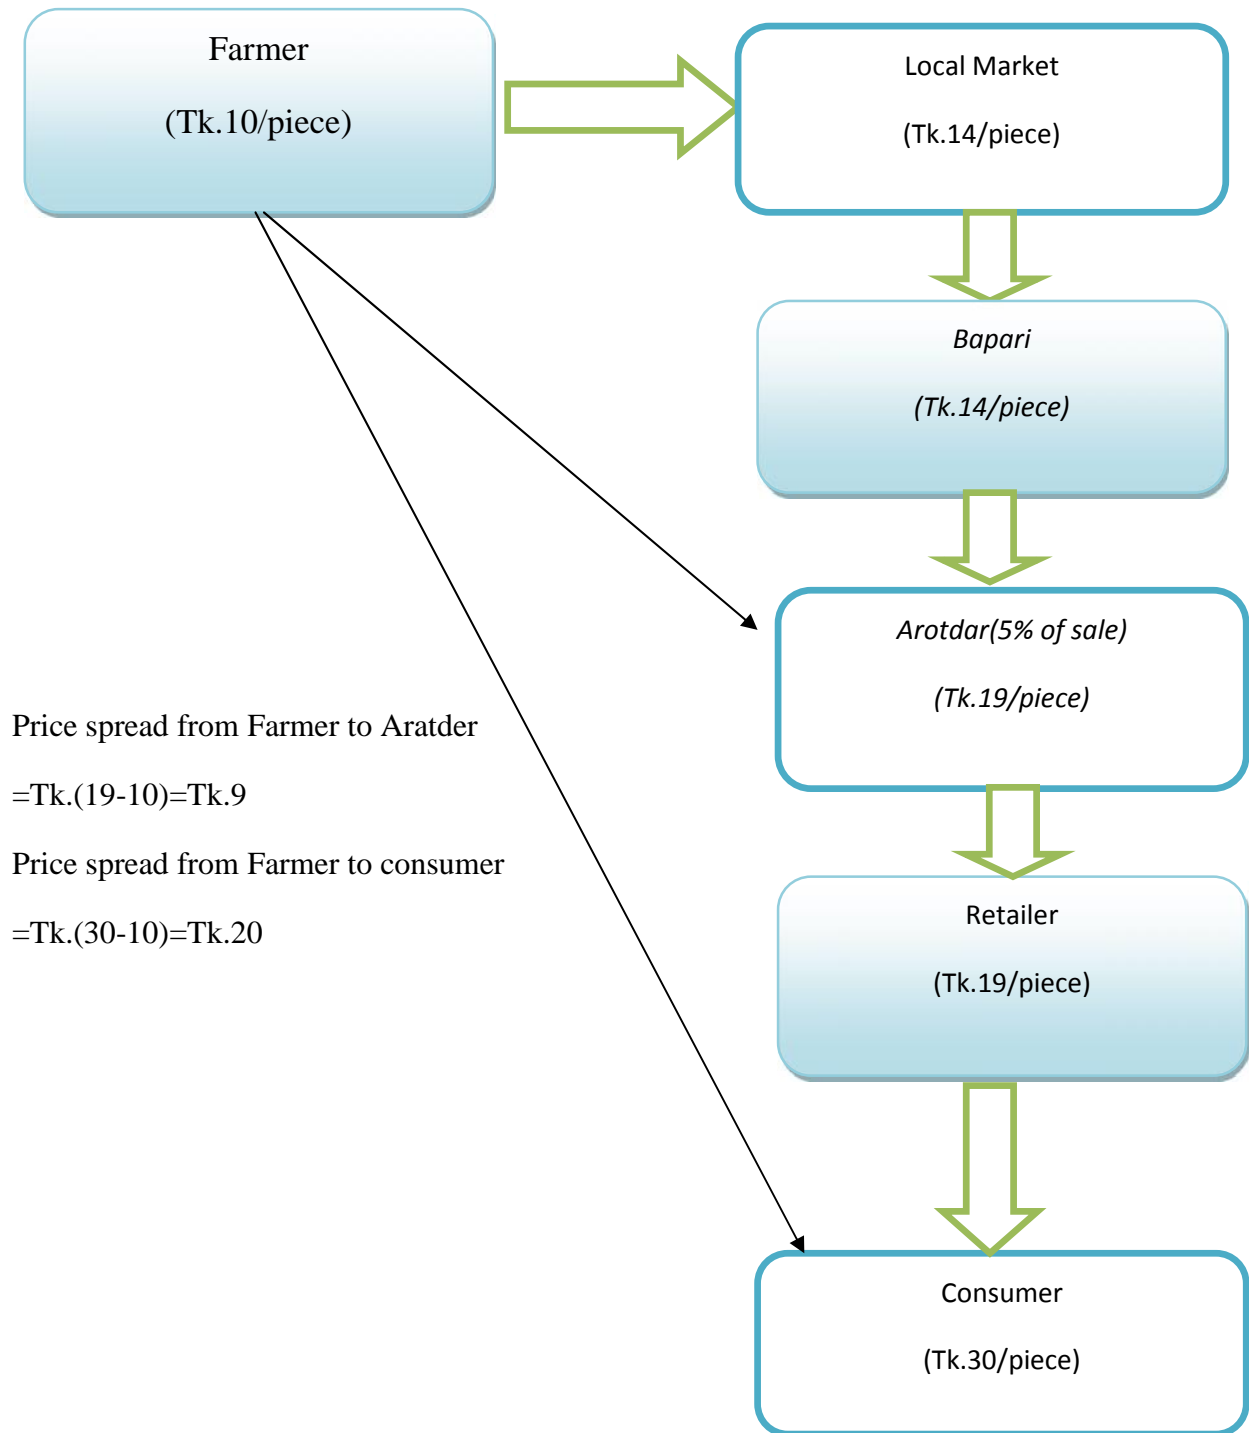 Farmer
(Tk.10/piece)
Local Market
(Tk.14/piece)
Bapari
(Tk.14/piece)
Arotdar(5% of sale)
(Tk.19/piece)
Price spread from Farmer to Aratder
=Tk.(19-10)=Tk.9
Price spread from Farmer to consumer
=Tk.(30-10)=Tk.20
Retailer
(Tk.19/piece)
Consumer
(Tk.30/piece)